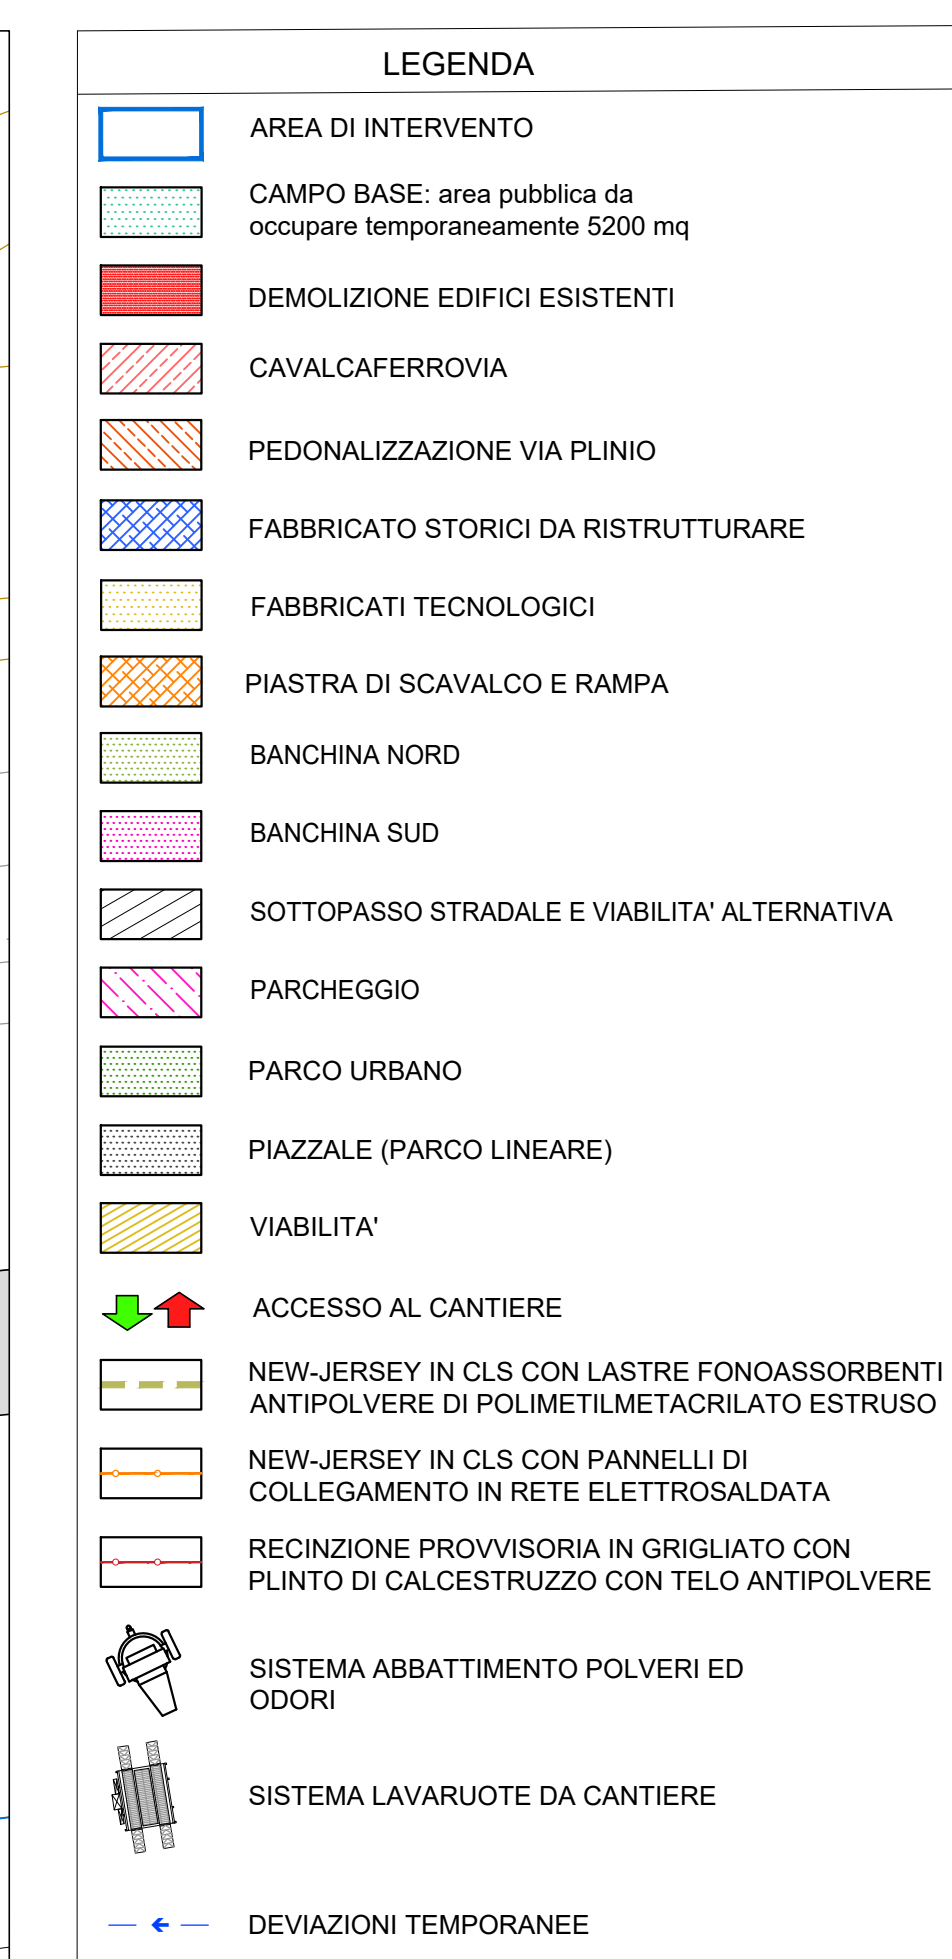 LEGENDA
AREA DI INTERVENTO
CAMPO BASE: area pubblica da
occupare temporaneamente 5200 mq
DEMOLIZIONE EDIFICI ESISTENTI
CAVALCAFERROVIA
PEDONALIZZAZIONE VIA PLINIO
FABBRICATO STORICI DA RISTRUTTURARE
FABBRICATI TECNOLOGICI
PIASTRA DI SCAVALCO E RAMPA
BANCHINA NORD
BANCHINA SUD
SOTTOPASSO STRADALE E VIABILITA' ALTERNATIVA
PARCHEGGIO
PARCO URBANO
PIAZZALE (PARCO LINEARE)
VIABILITA'
ACCESSO AL CANTIERE
NEW-JERSEY IN CLS CON LASTRE FONOASSORBENTI
ANTIPOLVERE DI POLIMETILMETACRILATO ESTRUSO
NEW-JERSEY IN CLS CON PANNELLI DI
COLLEGAMENTO IN RETE ELETTROSALDATA
RECINZIONE PROVVISORIA IN GRIGLIATO CON
PLINTO DI CALCESTRUZZO CON TELO ANTIPOLVERE
SISTEMA ABBATTIMENTO POLVERI ED
ODORI
SISTEMA LAVARUOTE DA CANTIERE
DEVIAZIONI TEMPORANEE